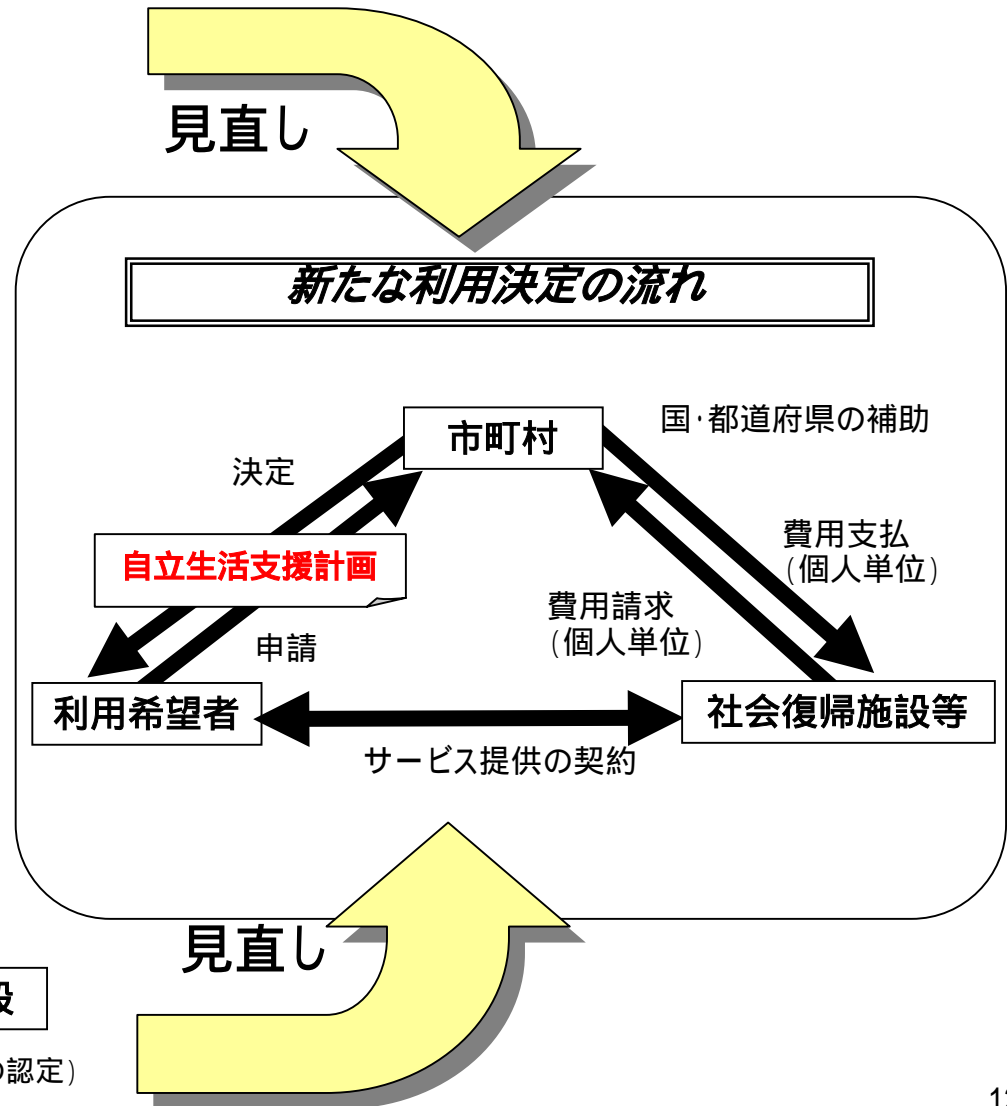 見直し
新たな利用決定の流れ
市町村
国・都道府県の補助
決定
費用支払
(個人単位)
自立生活支援計画
費用請求
(個人単位)
申請
利用希望者
社会復帰施設等
サービス提供の契約
見直し
の認定)